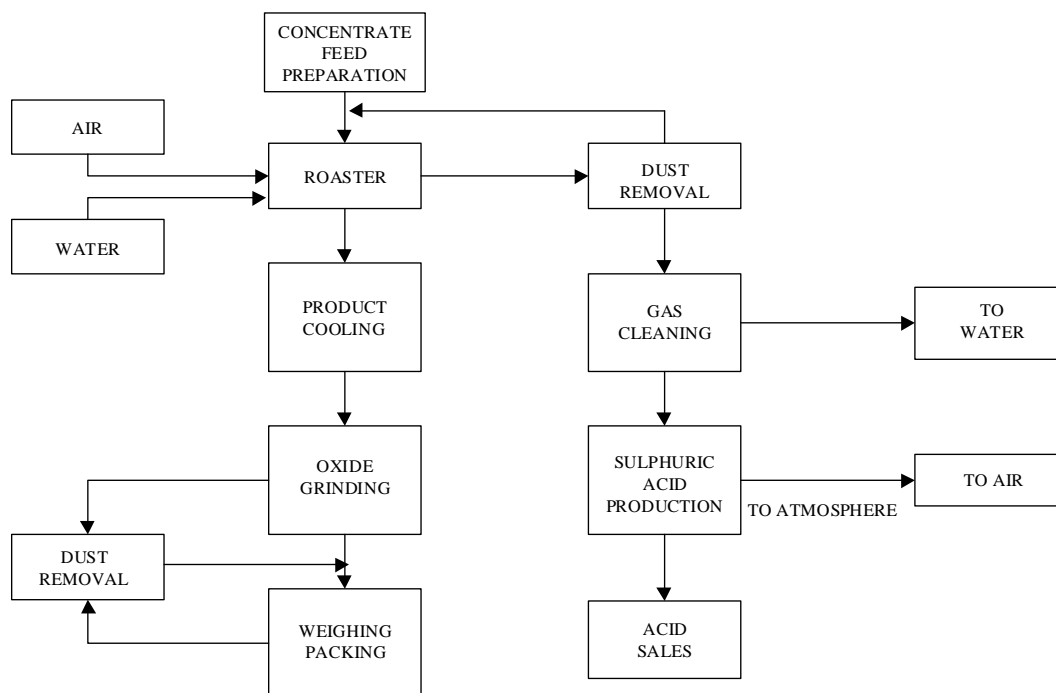 CONCENTRATE
FEED
PREPARATION
AIR
ROASTER
DUST
REMOVAL
WATER
PRODUCT
COOLING
GAS
CLEANING
TO
WATER
OXIDE
GRINDING
SULPHURIC
ACID
PRODUCTION
TO AIR
TO ATMOSPHERE
DUST
REMOVAL
WEIGHING
PACKING
ACID
SALES